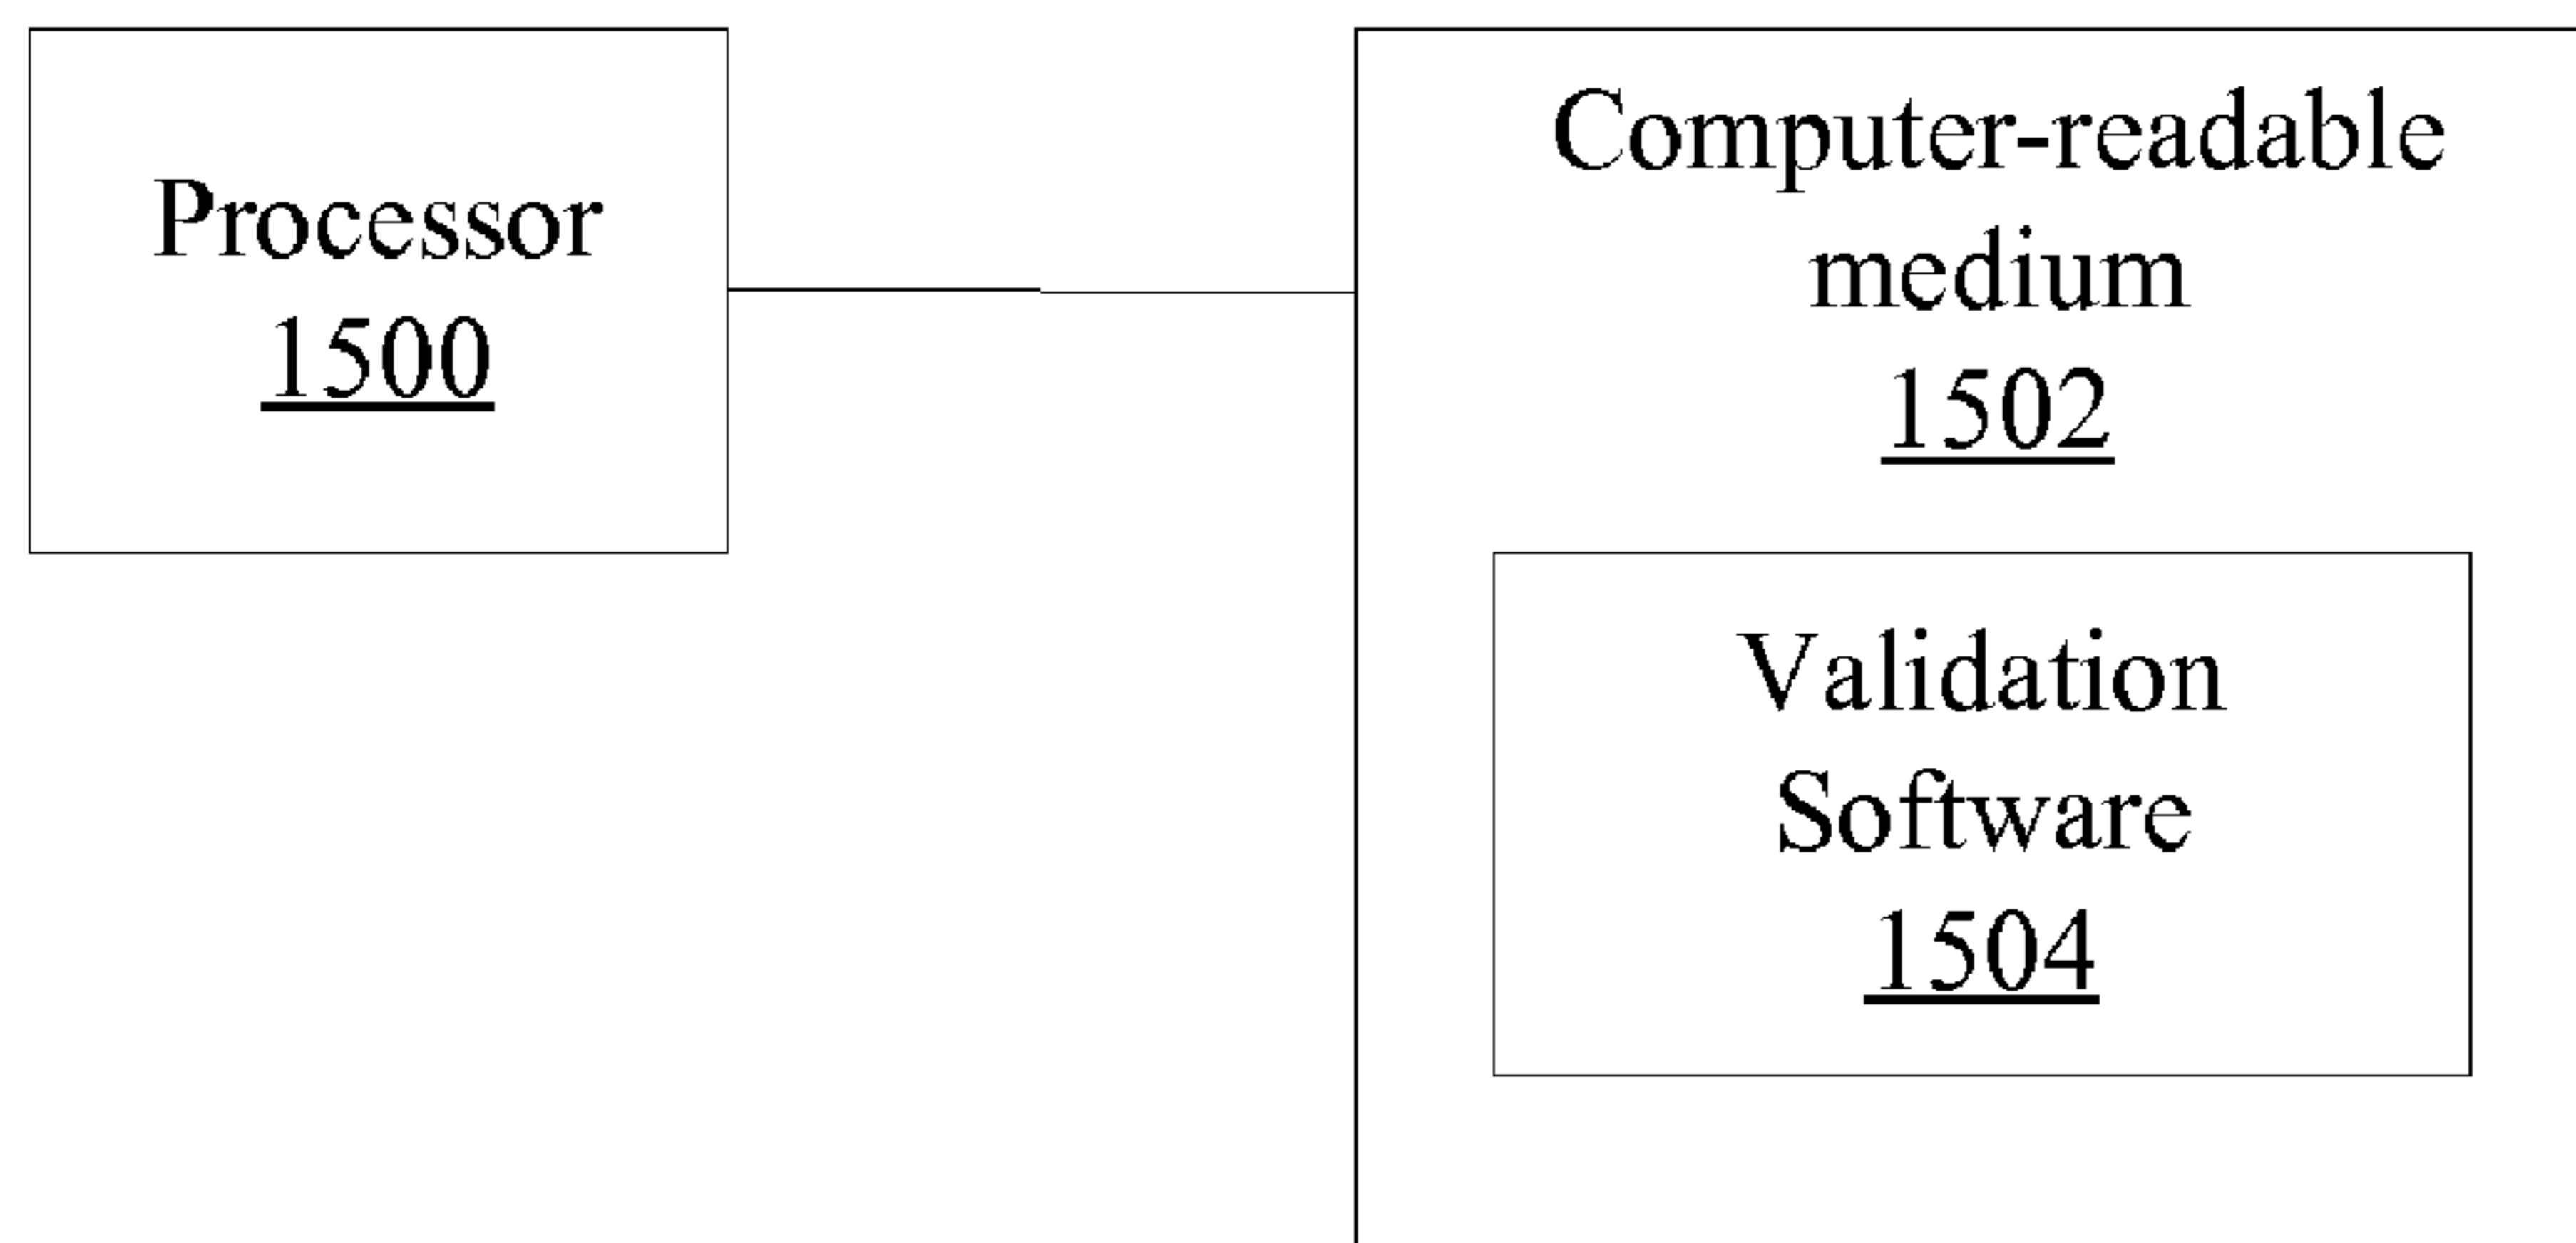 Processor
1500
Computer-readable
medium
1502
Validation
Software
1504